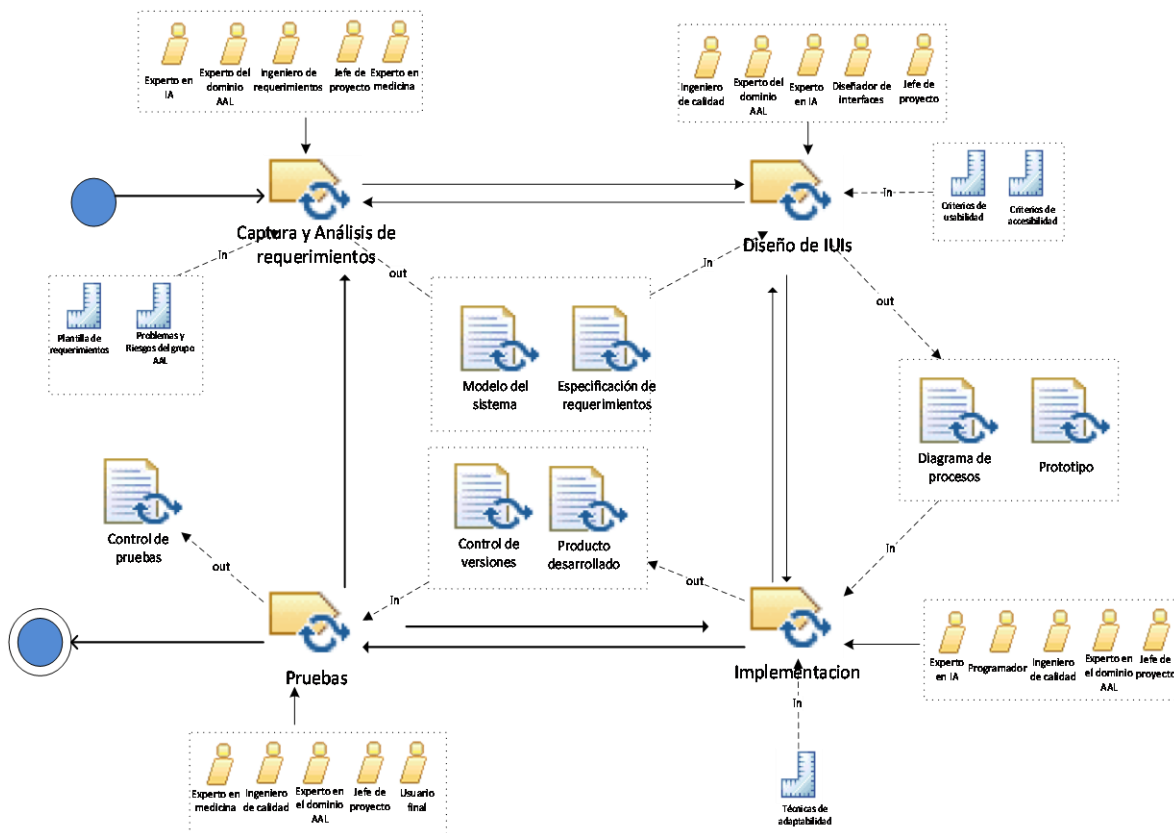 Experto en
IA
Experto del
dominio
AAL
Ingeniero de
requerimientos
Jefe de
proyecto
Experto en
medicina
Ingeniero
de calidad
Experto del
dominio
AAL
Experto
en IA
Diseñador de
interfaces
Jefe de
proyecto
Captura y Análisis de
requerimientos
Diseño de IUIs
In
Criterios de
usabilidad
Criterios de
accesibilidad
In
out
In
out
Plantilla de
requerimientos
Problemas y
Riesgos del grupo
AAL
Modelo del
sistema
Especificación de
requerimientos
Diagrama de
procesos
Prototipo
Control de
pruebas
Control de
versiones
Producto
desarrollado
out
In
out
In
Pruebas
Implementacion
In
Experto
en IA
Programador
Ingeniero
de calidad
Experto en
el dominio
AAL
Jefe de
proyecto
Experto en
medicina
Ingeniero
de calidad
Experto en
el dominio
AAL
Jefe de
proyecto
Usuario
final
Técnicas de
adaptabilidad